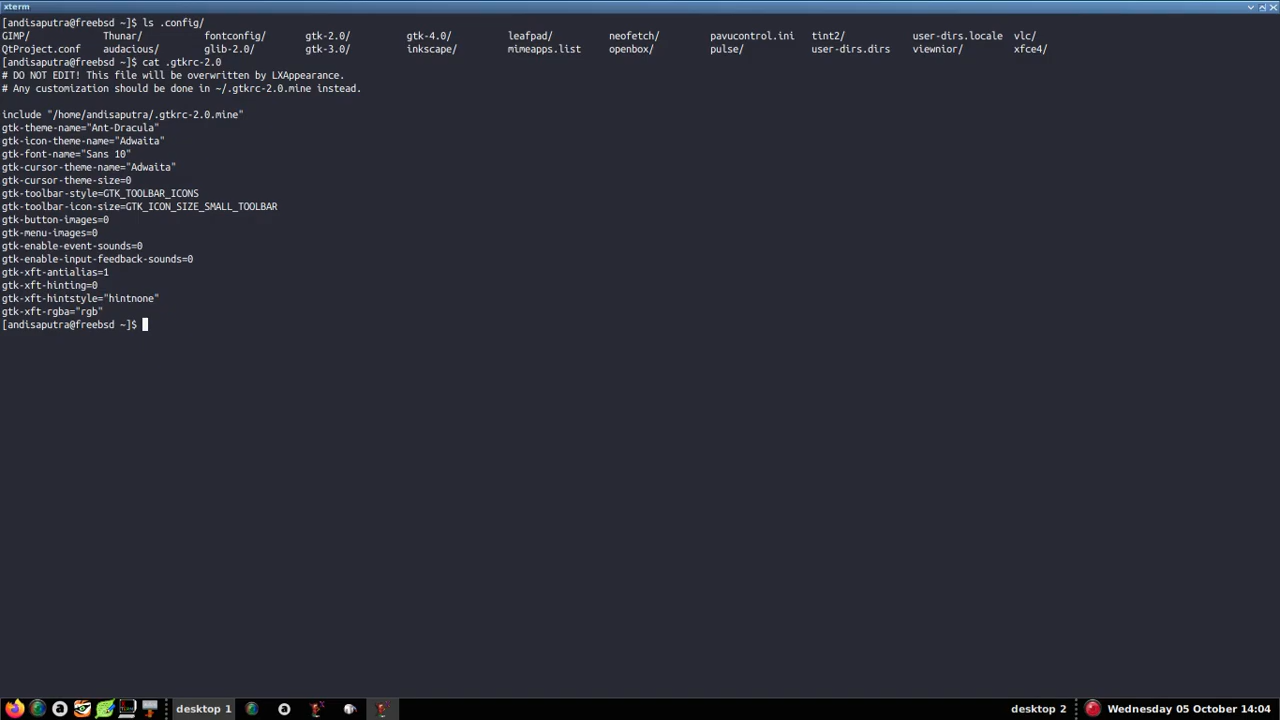 xterm
[andisaputra@freebsd ~]$ ls .config/
GIMP/ Thunar/ fontconfig/ gtk-2.0/ gtk-4.0/ leafpad/ neofetch/ pavucontrol.ini tint2/ user-dirs.locale vlc/
QtProject.conf audacious/ glib-2.0/ gtk-3.0/ inkscape/ mimeapps.list openbox/ pulse/ user-dirs.dirs viewnior/ xfce4/
[andisaputra@freebsd ~]$ cat .gtkrc-2.0
# DO NOT EDIT! This file will be overwritten by LXAppearance.
# Any customization should be done in ~/.gtkrc-2.0.mine instead.
include "/home/andisaputra/.gtkrc-2.0.mine"
gtk-theme-name="Ant-Dracula"
gtk-icon-theme-name="Adwaita"
gtk-font-name="Sans 10"
gtk-cursor-theme-name="Adwaita"
gtk-cursor-theme-size=0
gtk-toolbar-style=GTK_TOOLBAR_ICONS
gtk-toolbar-icon-size=GTK_ICON_SIZE_SMALL_TOOLBAR
gtk-button-images=0
gtk-menu-images=0
gtk-enable-event-sounds=0
gtk-enable-input-feedback-sounds=0
gtk-xft-antialias=1
gtk-xft-hinting=0
gtk-xft-hintstyle="hintnone"
gtk-xft-rgba="rgb"
[andisaputra@freebsd ~]$
desktop 1 desktop 2 Wednesday 05 October 14:04